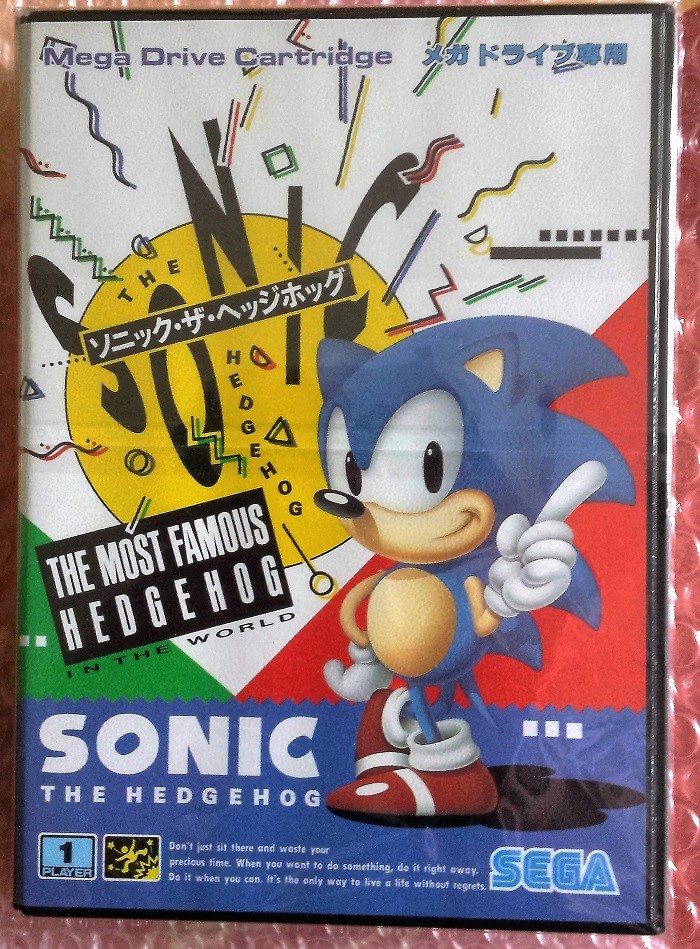 Mega Drive Cartridge
メガドライブ専用
THE
SONIC
ソニック・ザ・ヘッジホッグ
HEDGEHOG
THE MOST FAMOUS
HEDGEHOG
IN THE WORLD
SONIC
THE HEDGEHOG
1
PLAYER
Don't just sit there and waste your
precious time. When you want to do something, do it right away.
Do it when you can. It's the only way to live a life without regrets.
SEGA